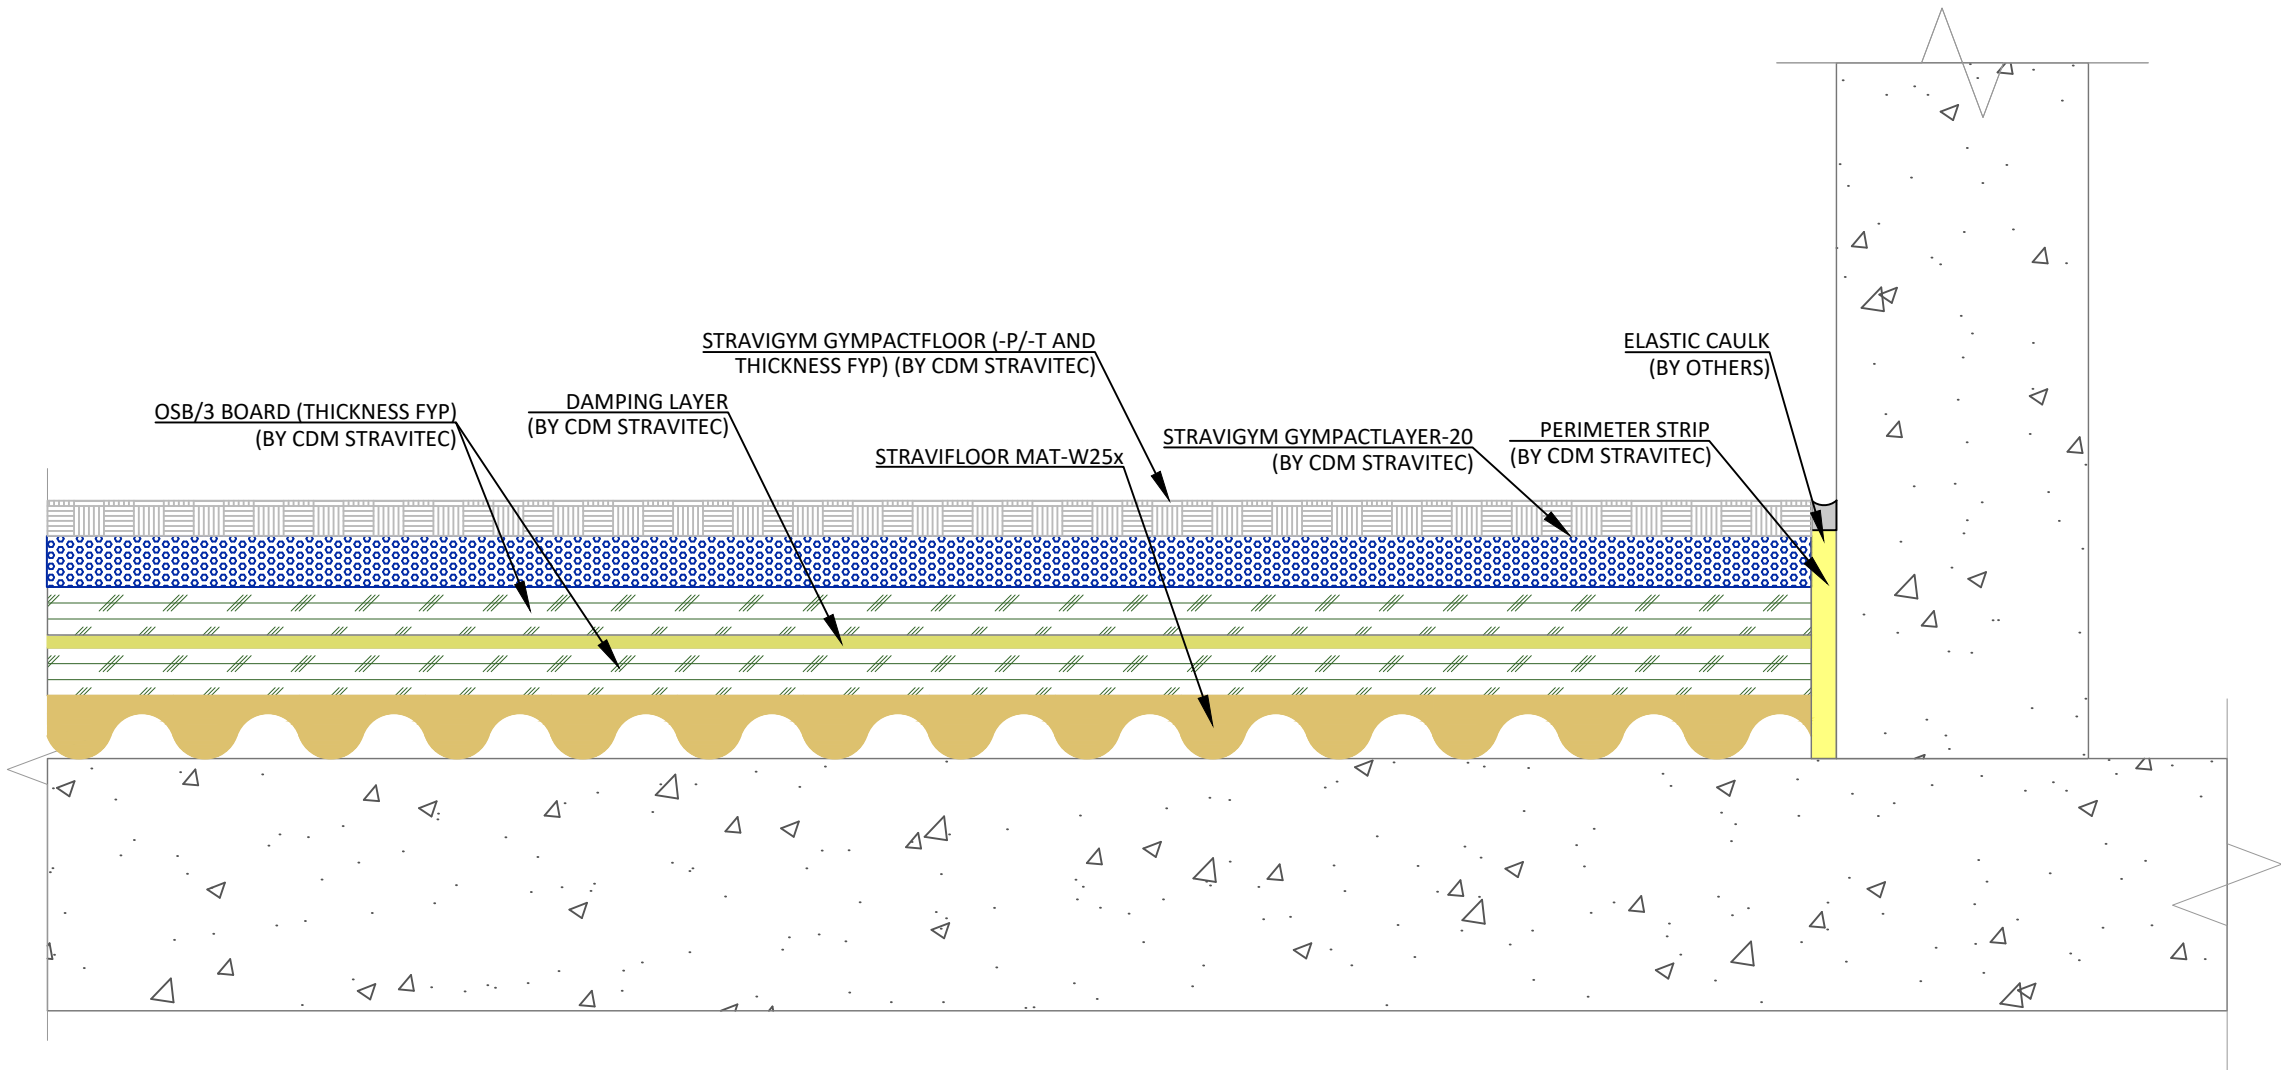 STRAVIGYM GYMPACTFLOOR (-P/-T AND
THICKNESS FYP) (BY CDM STRAVITEC)
ELASTIC CAULK
(BY OTHERS)
OSB/3 BOARD (THICKNESS FYP)
(BY CDM STRAVITEC)
DAMPING LAYER
(BY CDM STRAVITEC)
STRAVIFLOOR MAT-W25x
STRAVIGYM GYMPACTLAYER-20
(BY CDM STRAVITEC)
PERIMETER STRIP
(BY CDM STRAVITEC)